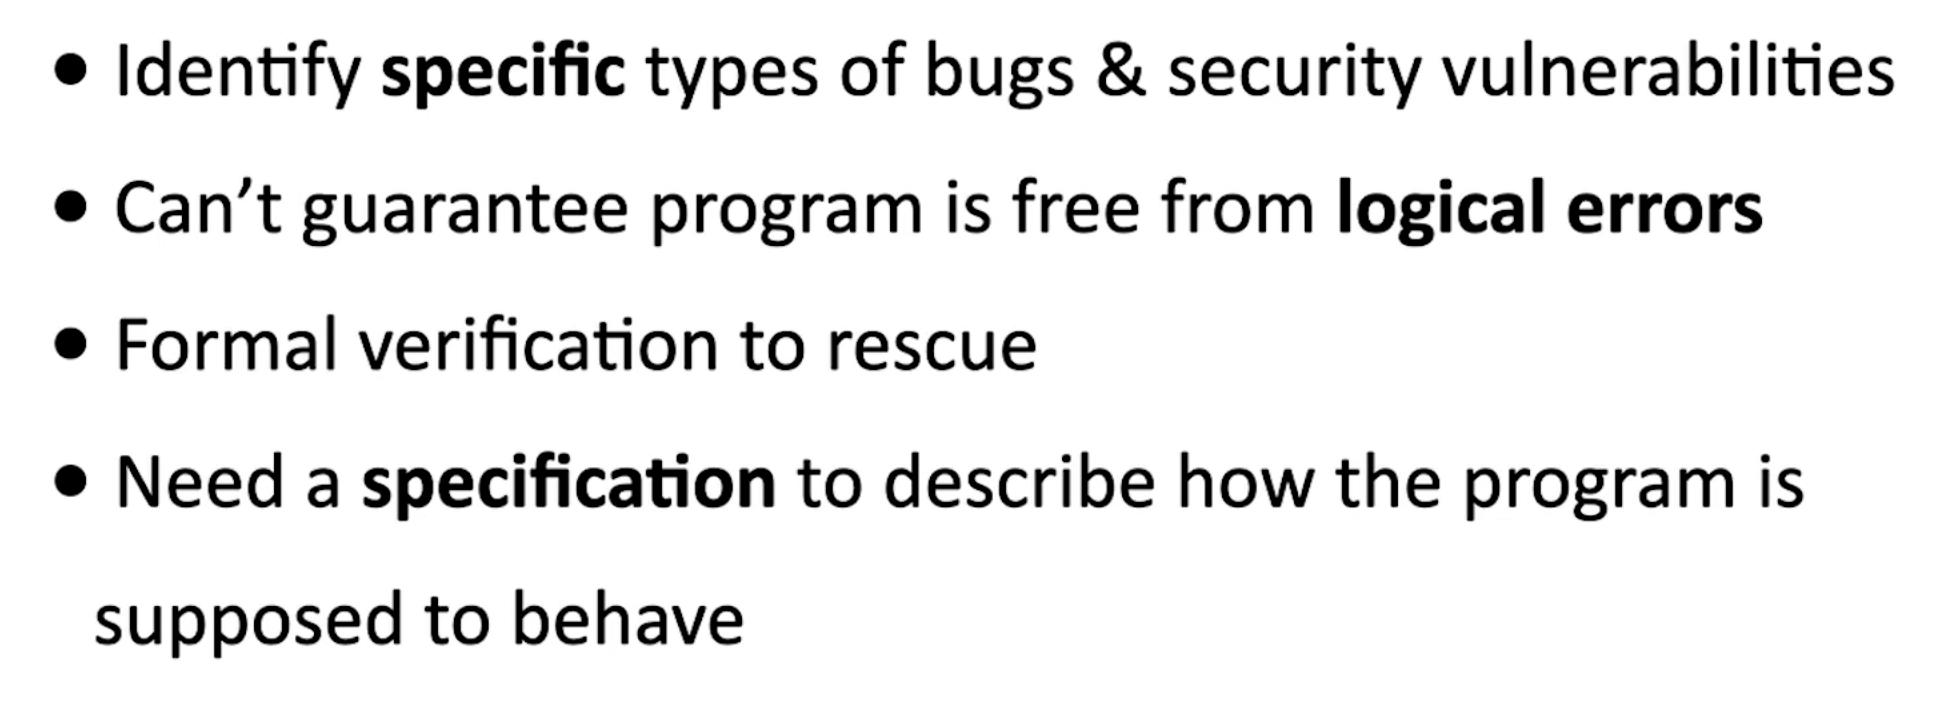 • Identify specific types of bugs & security vulnerabilities
• Can’t guarantee program is free from logical errors
• Formal verification to rescue
• Need a specification to describe how the program is
supposed to behave